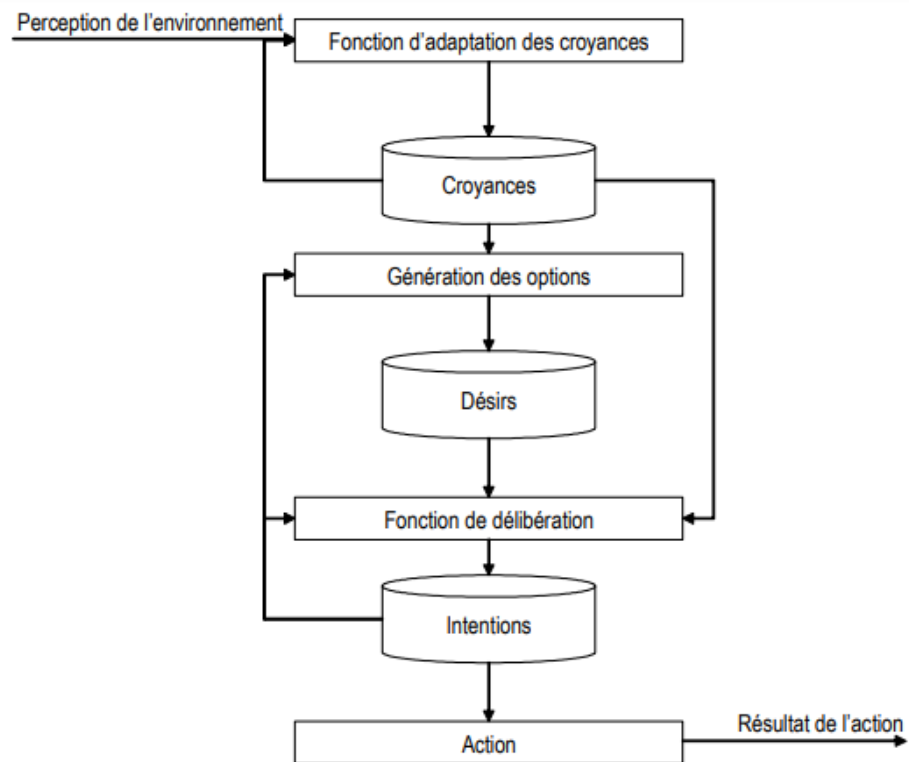 Perception de l’environnement
Fonction d’adaptation des croyances
Croyances
Génération des options
Désirs
Fonction de délibération
Intentions
Résultat de l’action
Action